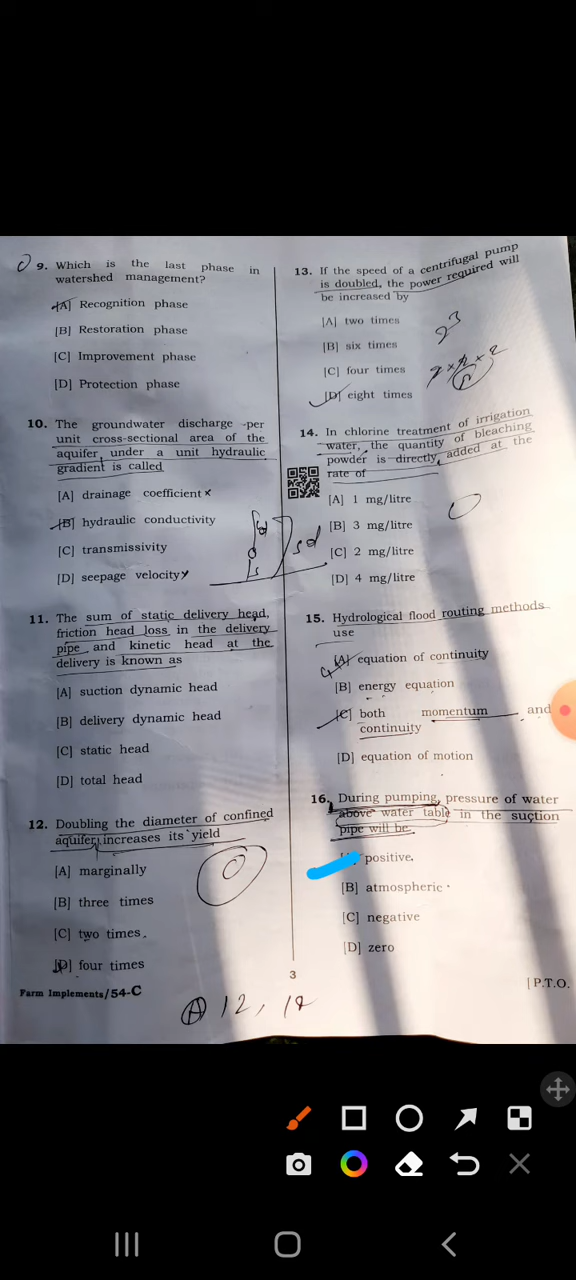 9. Which is the last phase in
watershed management?
[A] Recognition phase
[B] Restoration phase
[C] Improvement phase
[D] Protection phase
10. The groundwater discharge per
unit cross-sectional area of the
aquifer under a unit hydraulic
gradient is called
[A] drainage coefficient
[B] hydraulic conductivity
[C] transmissivity
[D] seepage velocity
11. The sum of static delivery head,
friction head loss in the delivery
pipe and kinetic head at the
delivery is known as
[A] suction dynamic head
[B] delivery dynamic head
[C] static head
[D] total head
12. Doubling the diameter of confined
aquifer increases its yield
[A] marginally
[B] three times
[C] two times
[D] four times
Farm Implements/54-C
13. If the speed of a centrifugal pump
is doubled, the power required will
be increased by
[A] two times
[B] six times
[C] four times
[D] eight times
2³
2 × 2 × 2
14. In chlorine treatment of irrigation
water, the quantity of bleaching
powder is directly added at the
rate of
[A] 1 mg/litre
[B] 3 mg/litre
[C] 2 mg/litre
[D] 4 mg/litre
15. Hydrological flood routing methods
use
[A] equation of continuity
[B] energy equation
[C] both momentum and
continuity
[D] equation of motion
16. During pumping, pressure of water
above water table in the suction
pipe will be
positive
[B] atmospheric
[C] negative
[D] zero
3
[P.T.O.
A 12,